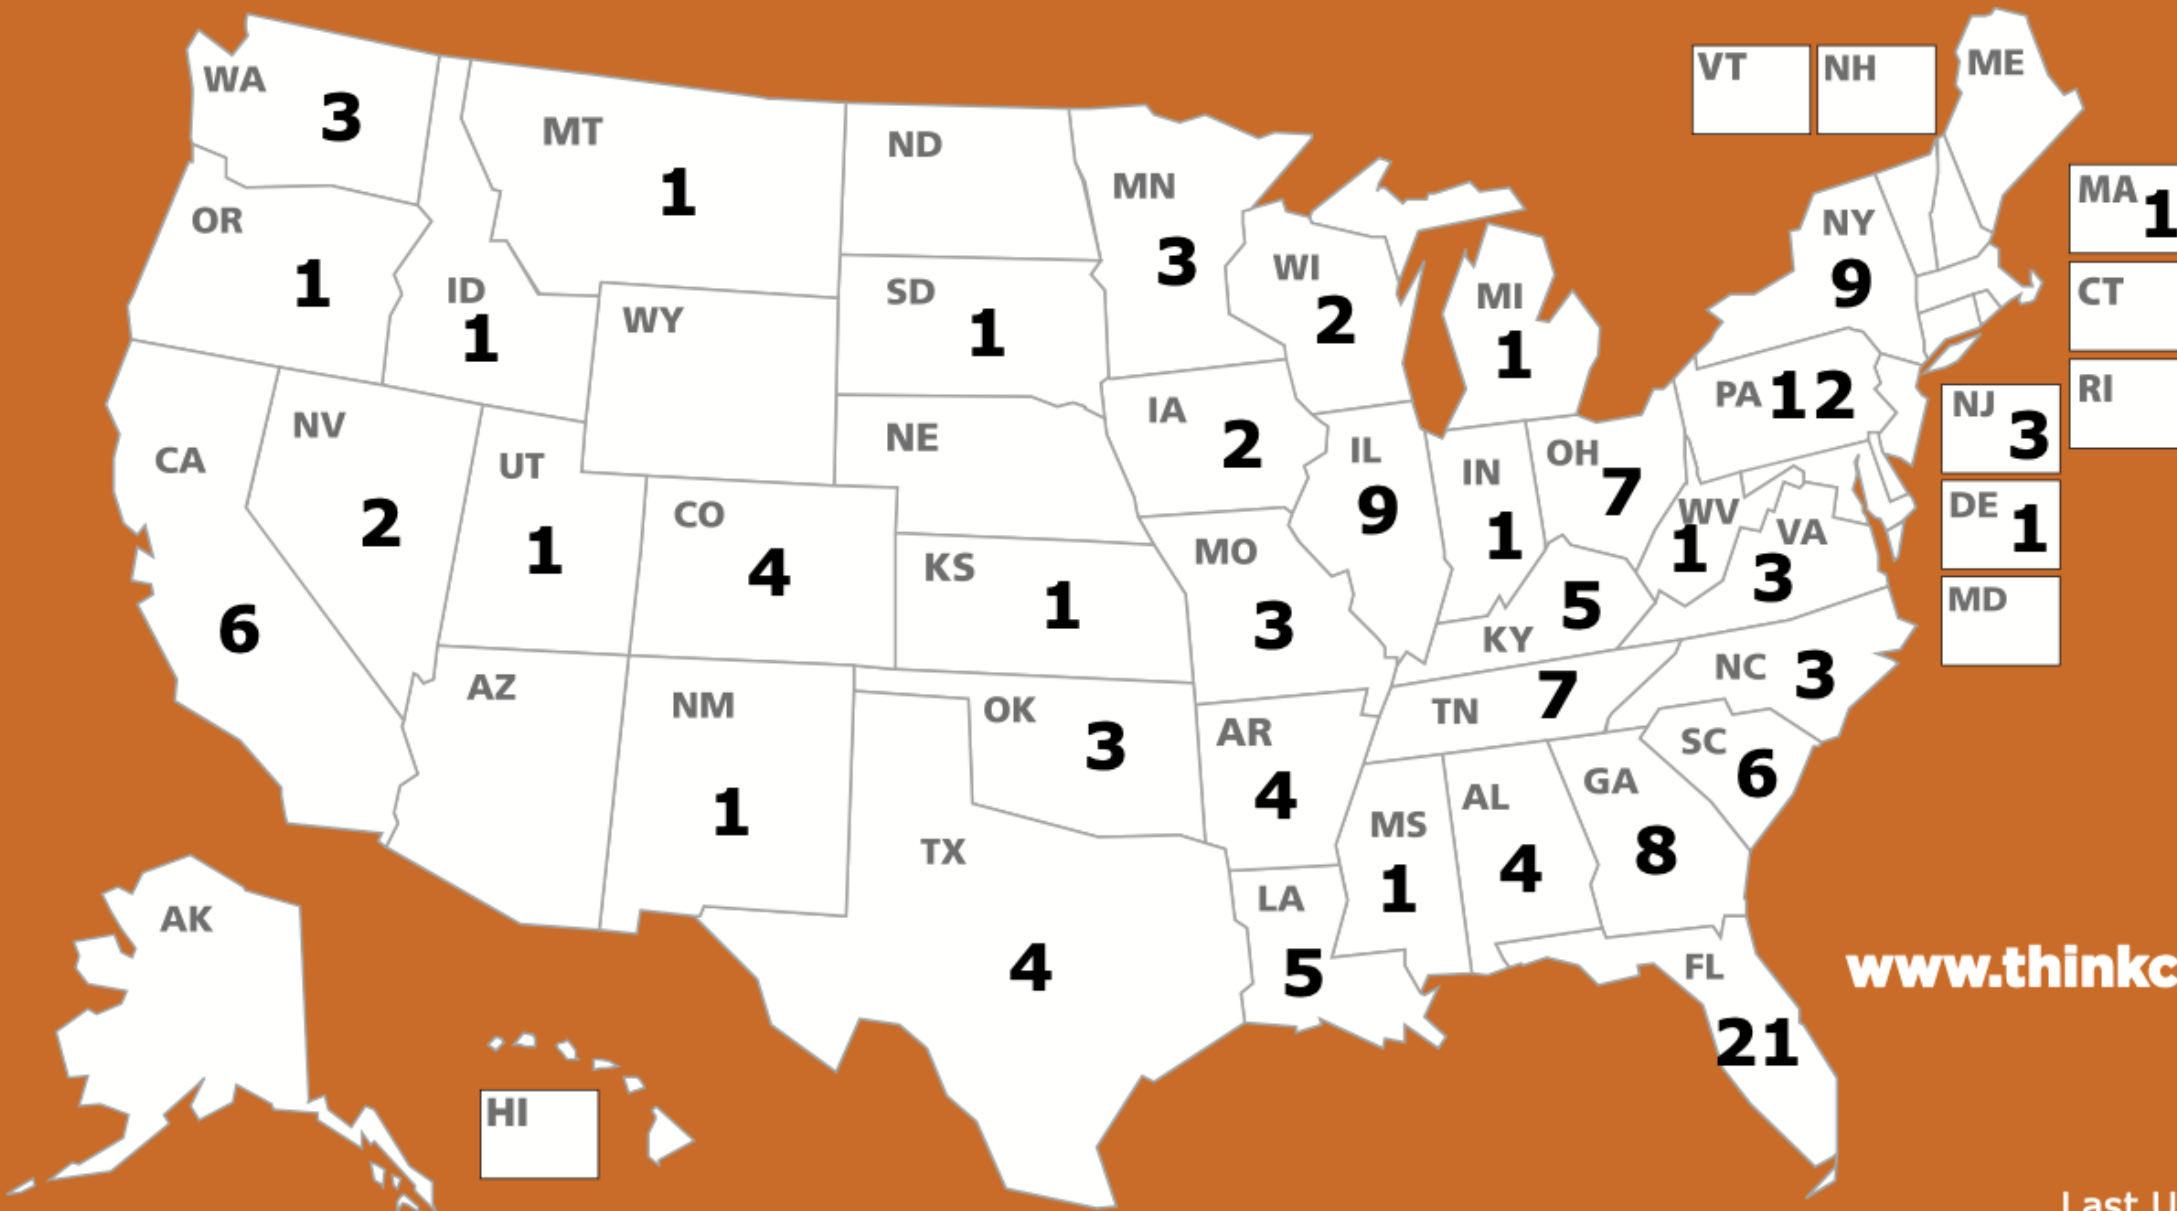 WA
3
MT
1
ND
MN
3
VT
NH
ME
OR
1
ID
1
WY
SD
1
WI
2
MI
1
NY
9
MA
1
CT
RI
CA
6
NV
2
UT
1
CO
4
NE
KS
1
IA
2
IL
9
IN
1
OH
7
PA 12
NJ
3
DE
1
MD
WV
1
VA
3
MO
3
KY
5
AZ
NM
1
OK
3
AR
4
TN
7
NC 3
SC
6
TX
4
LA
5
MS
1
AL
4
GA
8
FL
21
AK
HI
www.thinkc
Last U